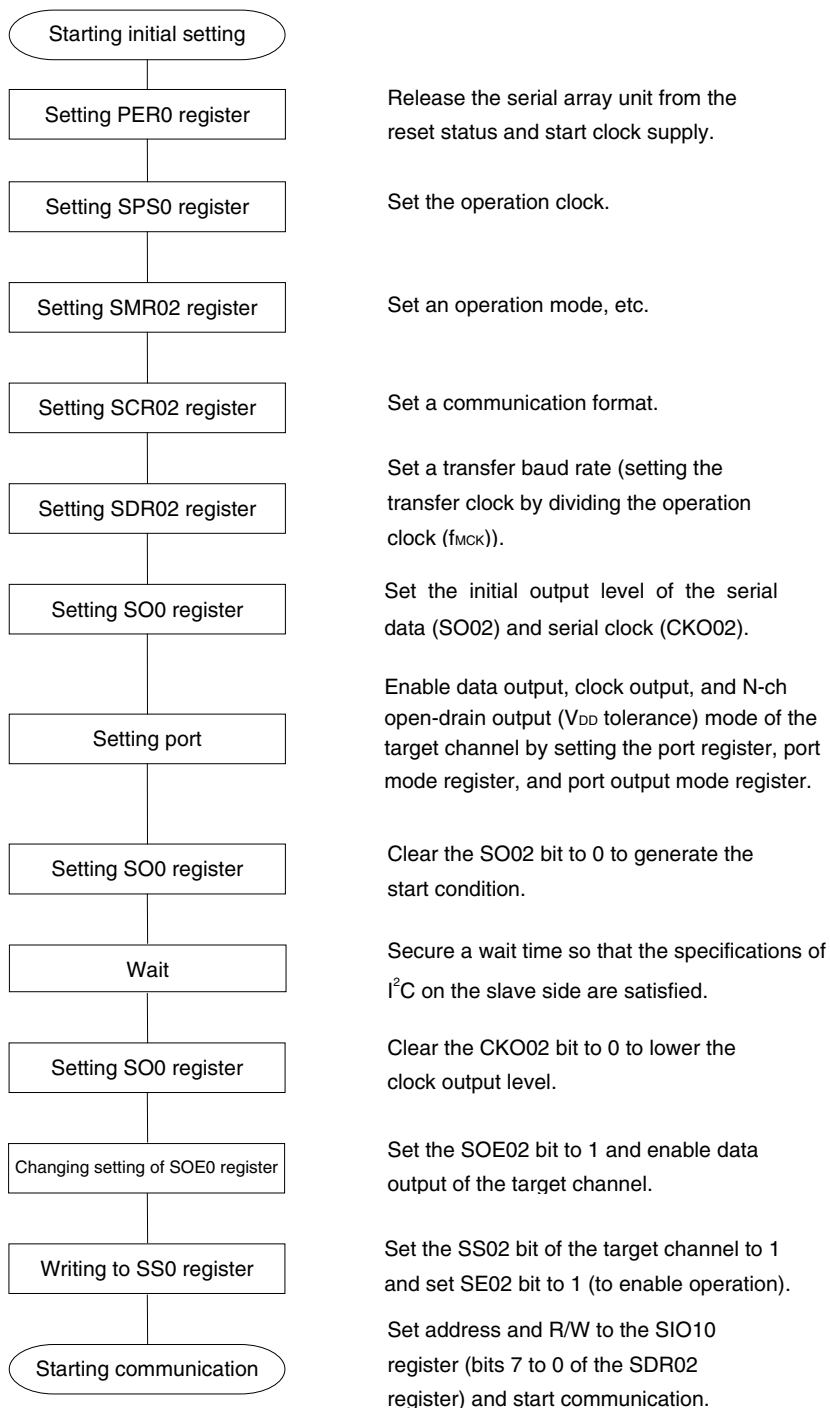 Starting initial setting
Setting PER0 register
Release the serial array unit from the
reset status and start clock supply.
Setting SPS0 register
Set the operation clock.
Setting SMR02 register
Set an operation mode, etc.
Setting SCR02 register
Set a communication format.
Setting SDR02 register
Set a transfer baud rate (setting the
transfer clock by dividing the operation
clock (fMCK)).
Setting SO0 register
Set the initial output level of the serial
data (SO02) and serial clock (CKO02).
Setting port
Enable data output, clock output, and N-ch
open-drain output (VDD tolerance) mode of the
target channel by setting the port register, port
mode register, and port output mode register.
Setting SO0 register
Clear the SO02 bit to 0 to generate the
start condition.
Wait
Secure a wait time so that the specifications of
I²C on the slave side are satisfied.
Setting SO0 register
Clear the CKO02 bit to 0 to lower the
clock output level.
Changing setting of SOE0 register
Set the SOE02 bit to 1 and enable data
output of the target channel.
Writing to SS0 register
Set the SS02 bit of the target channel to 1
and set SE02 bit to 1 (to enable operation).
Starting communication
Set address and R/W to the SIO10
register (bits 7 to 0 of the SDR02
register) and start communication.